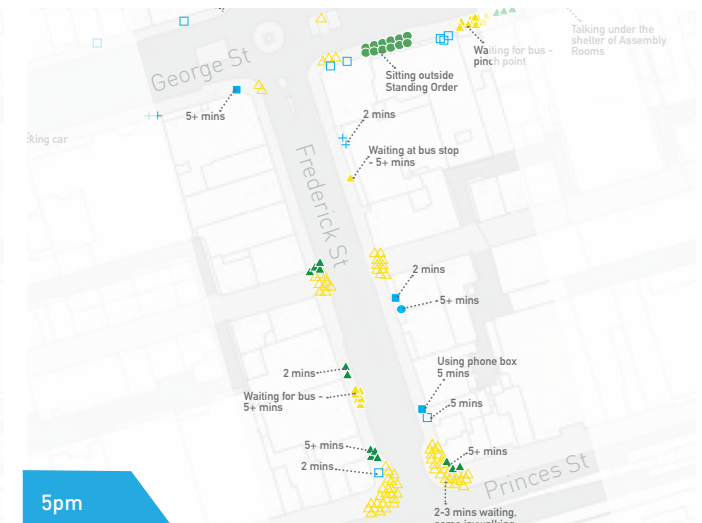 Talking under the
shelter of Assembly
Rooms
Waiting for bus -
pinch point
George St
Sitting outside
Standing Order
5+ mins
2 mins
king car
Waiting at bus stop
- 5+ mins
Frederick St
2 mins
5+ mins
Using phone box
5 mins
2 mins
Waiting for bus -
5+ mins
5 mins
5+ mins
5+ mins
2 mins
Princes St
5pm
2-3 mins waiting,